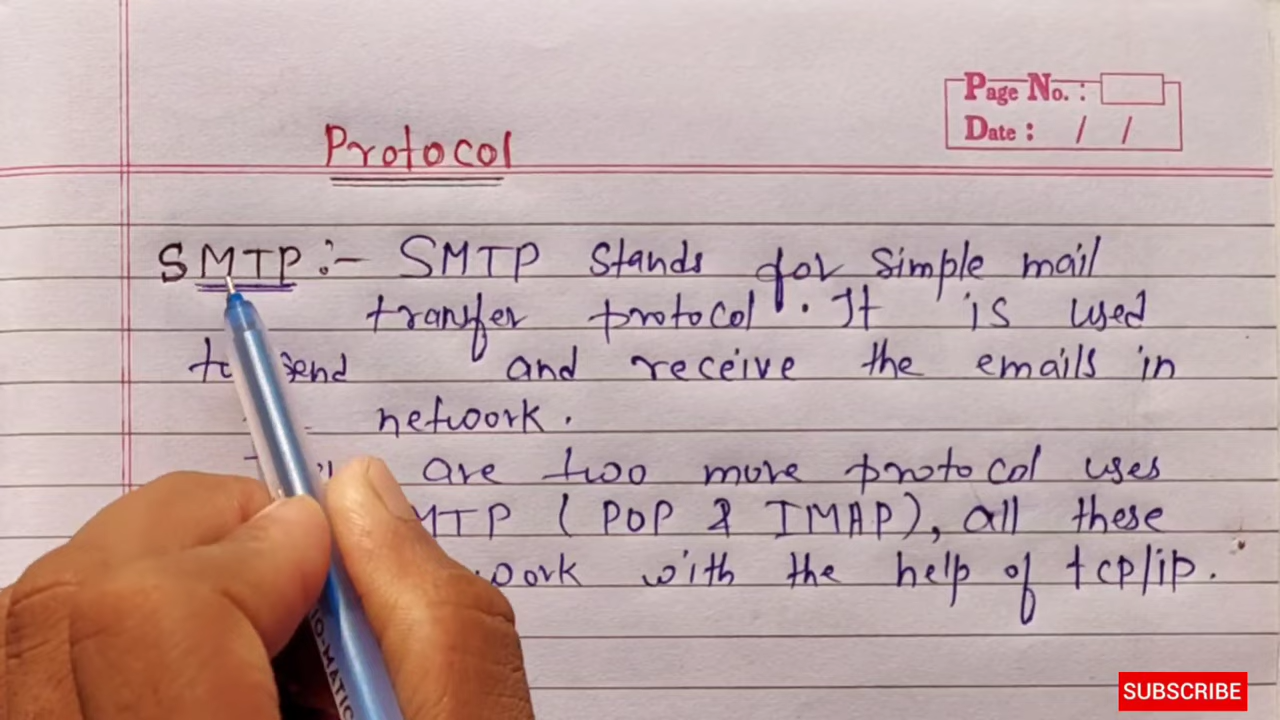 Page No. :
Date : / /
Protocol
SMTP :- SMTP stands for simple mail
transfer protocol. It is used
to send and receive the emails in
network.
are two more protocol uses
(POP & IMAP), all these
work with the help of tcp/ip.
SUBSCRIBE